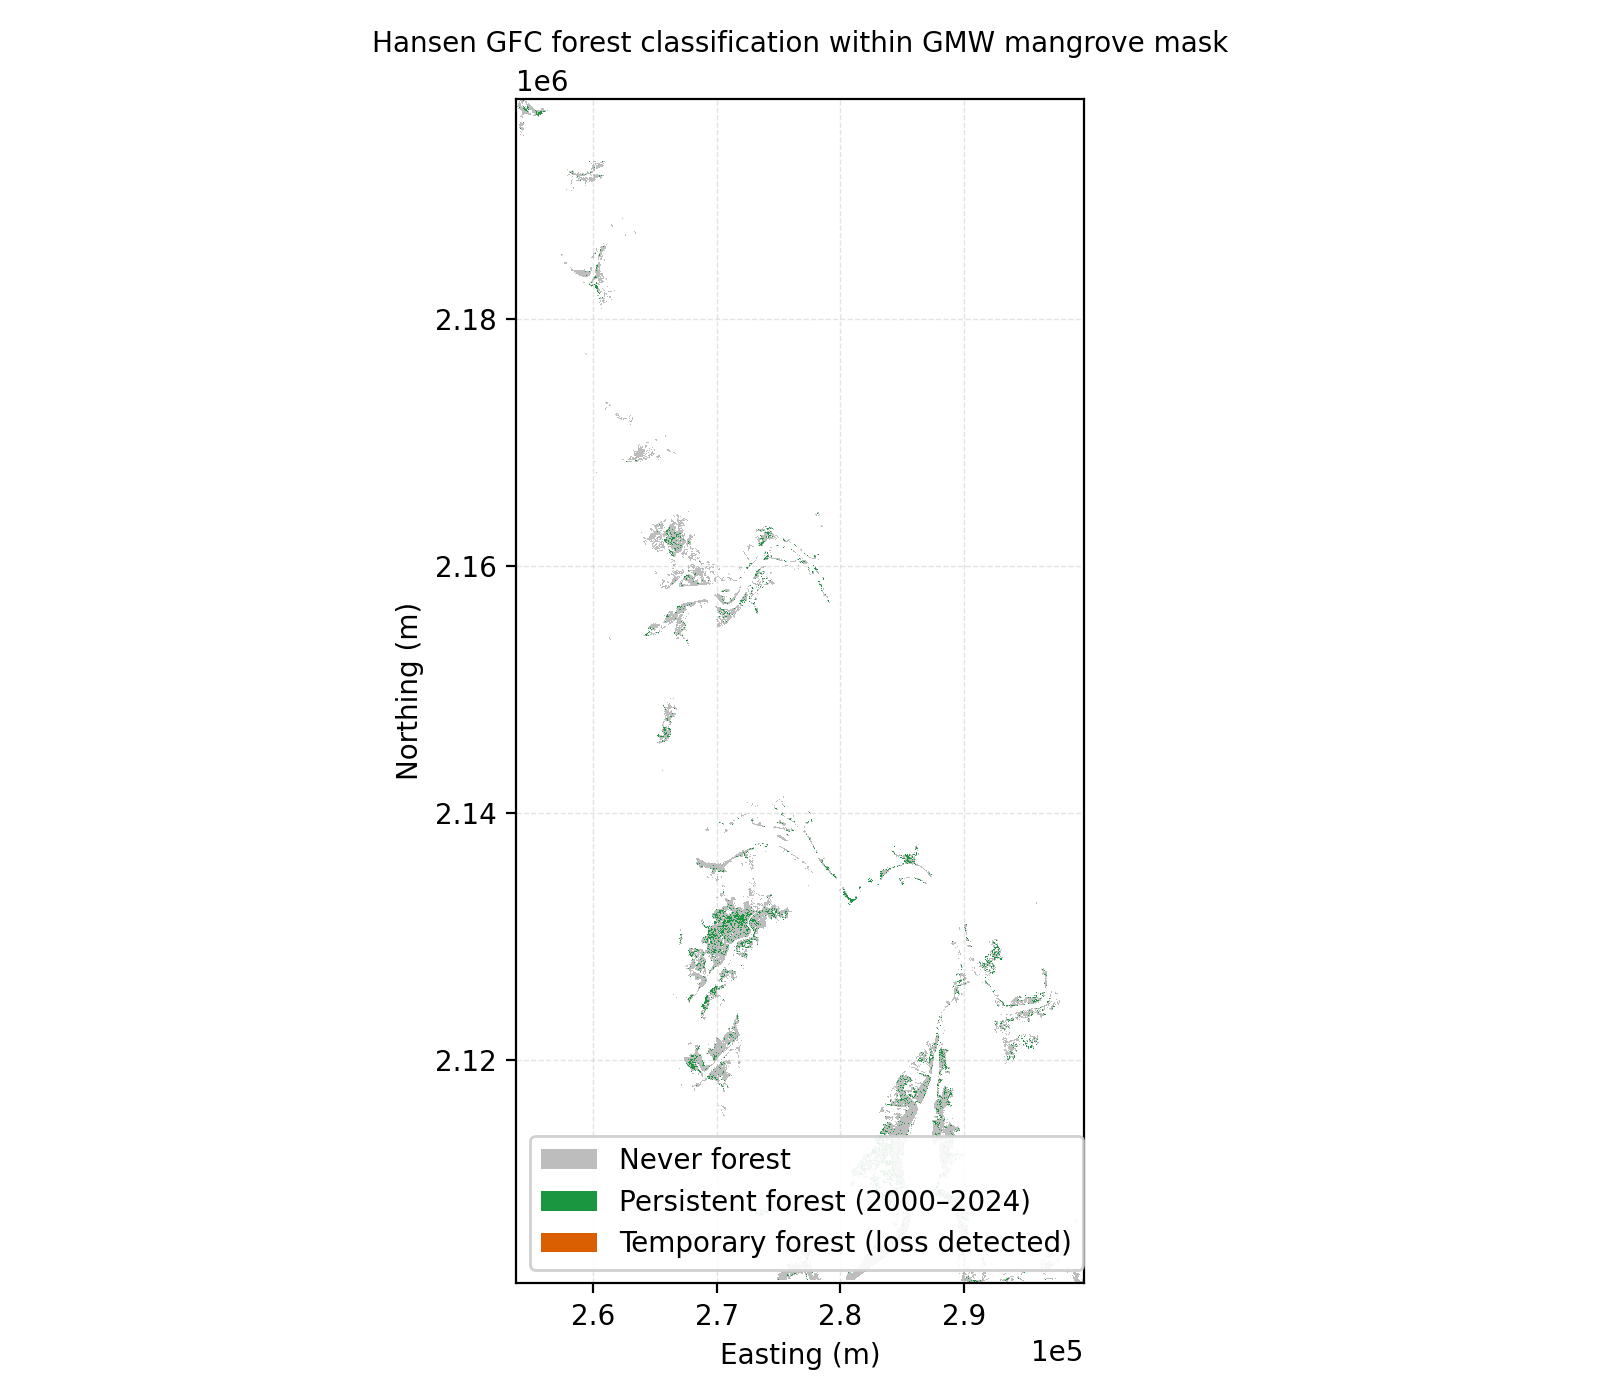 Hansen GFC forest classification within GMW mangrove mask
1e6
2.18
2.16
2.14
2.12
Northing (m)
Never forest
Persistent forest (2000–2024)
Temporary forest (loss detected)
2.6 2.7 2.8 2.9
Easting (m)
1e5